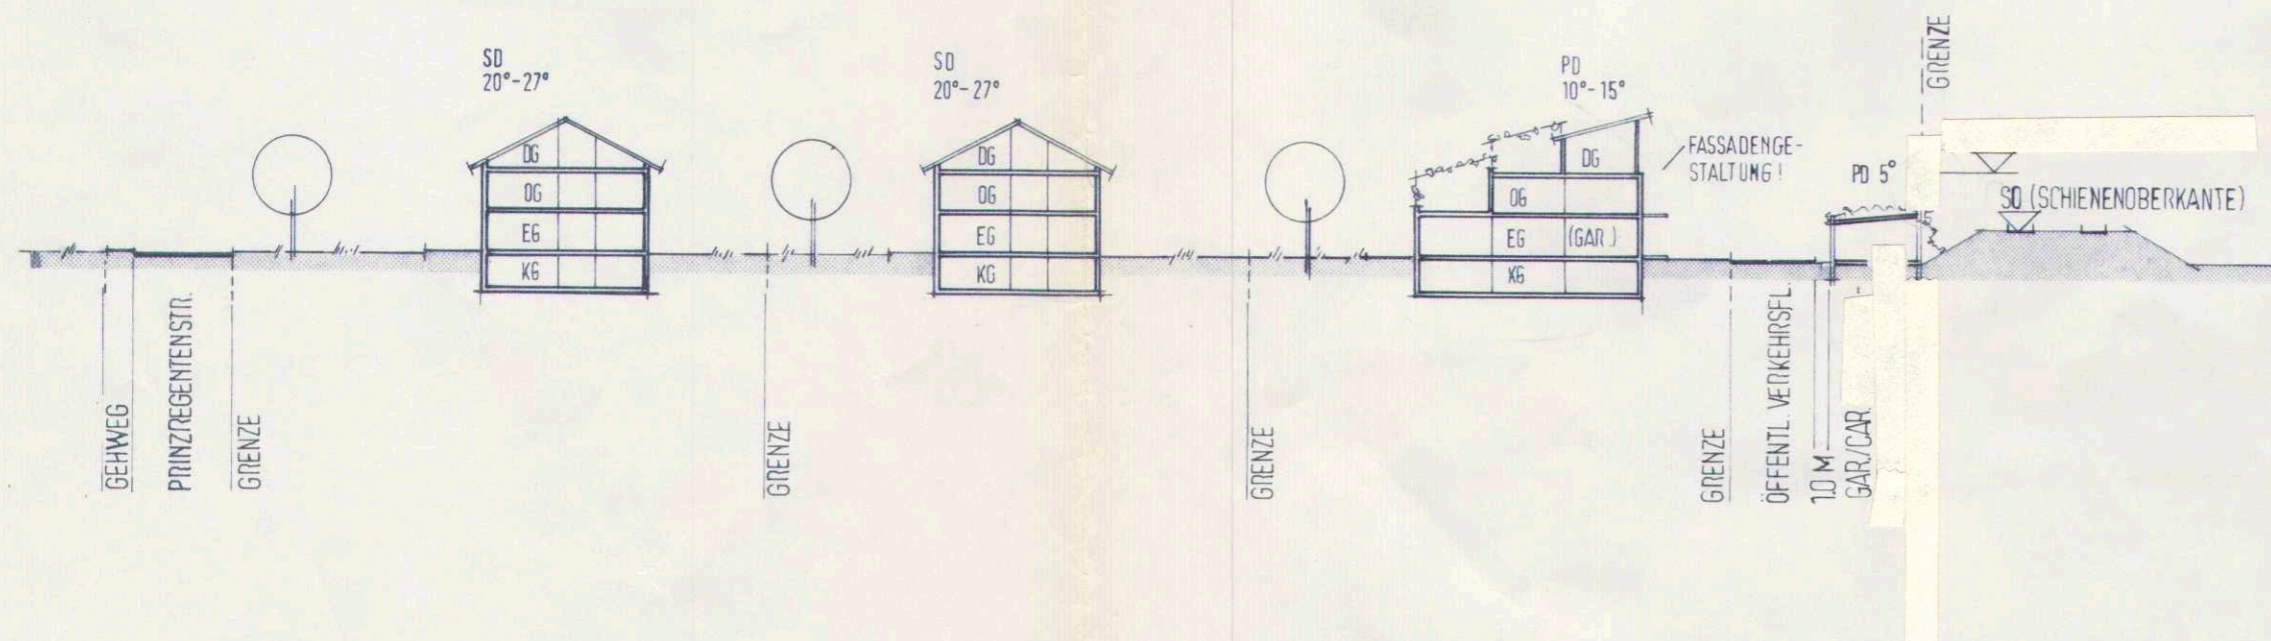 SD
20°-27°
DG
OG
EG
KG
SD
20°-27°
DG
OG
EG
KG
PD
10°-15°
DG
OG
EG (GAR.)
KG
FASSADENGE-
STALTUNG!
PD 5°
GRENZE
SO (SCHIENENOBERKANTE)
GEHWEG
PRINZREGENTENSTR.
GRENZE
GRENZE
GRENZE
GRENZE
ÖFFENTL. VERKEHRSFL.
1.0 M
GAR./CAR.